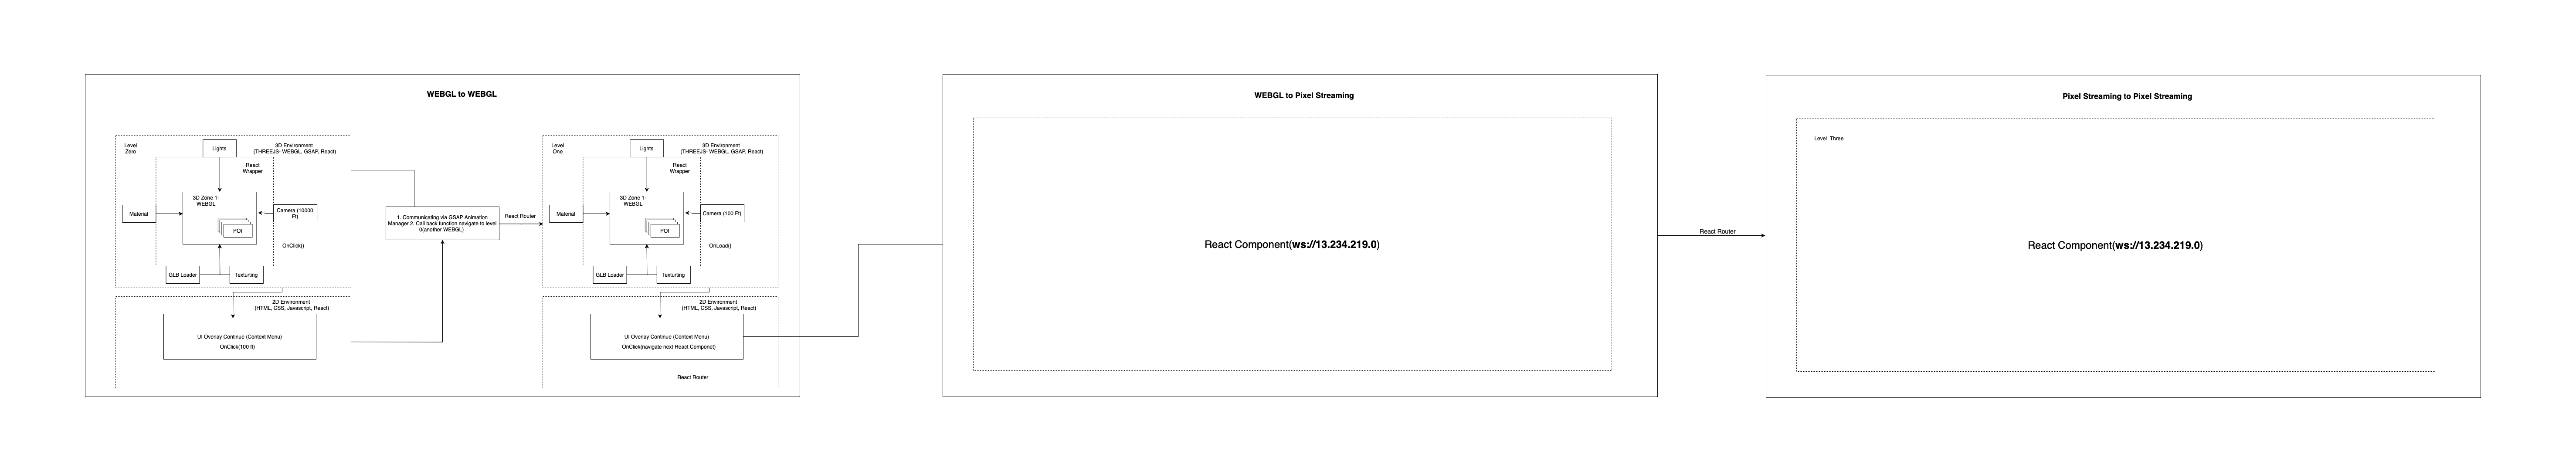 WEBGL to WEBGL
Level
Zero
Lights
3D Environment
(THREEJS- WEBGL, GSAP, React)
React
Wrapper
3D Zone 1-
WEBGL
POI
Material
Camera (10000
Ft)
OnClick()
GLB Loader
Texturting
2D Environment
(HTML, CSS, Javascript, React)
UI Overlay Continue (Context Menu)
OnClick(100 ft)
1. Communicating via GSAP Animation
Manager 2. Call back function navigate to level
0(another WEBGL)
React Router
Level
One
Lights
3D Environment
(THREEJS- WEBGL, GSAP, React)
React
Wrapper
3D Zone 1-
WEBGL
POI
Material
Camera (100 Ft)
OnLoad()
GLB Loader
Texturting
2D Environment
(HTML, CSS, Javascript, React)
UI Overlay Continue (Context Menu)
OnClick(navigate next React Componet)
React Router
WEBGL to Pixel Streaming
React Component(ws://13.234.219.0)
React Router
Pixel Streaming to Pixel Streaming
Level Three
React Component(ws://13.234.219.0)